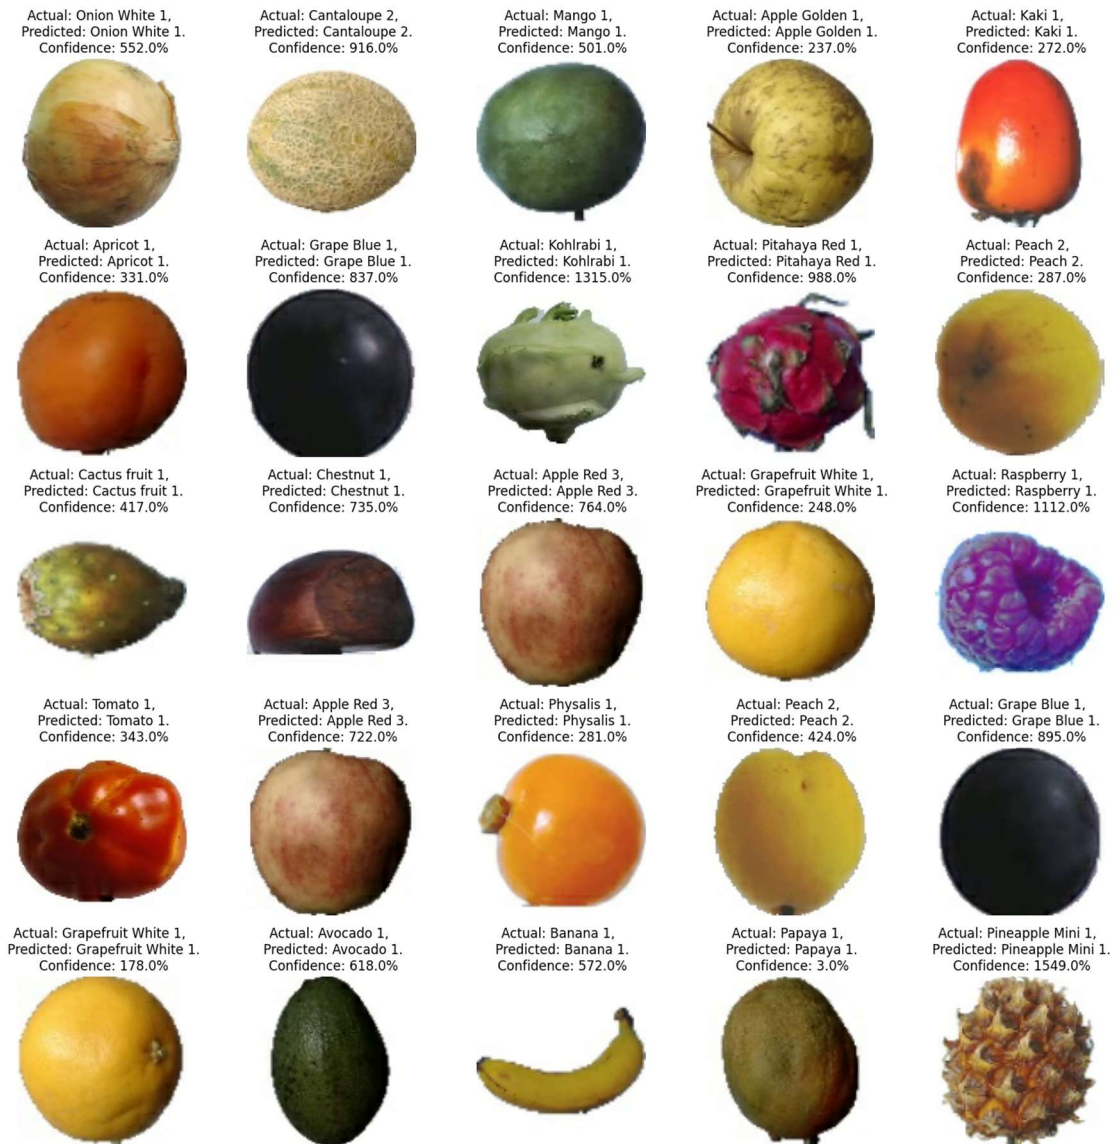 Actual: Onion White 1,
Predicted: Onion White 1.
Confidence: 552.0%
Actual: Cantaloupe 2,
Predicted: Cantaloupe 2.
Confidence: 916.0%
Actual: Mango 1,
Predicted: Mango 1.
Confidence: 501.0%
Actual: Apple Golden 1,
Predicted: Apple Golden 1.
Confidence: 237.0%
Actual: Kaki 1,
Predicted: Kaki 1.
Confidence: 272.0%
Actual: Apricot 1,
Predicted: Apricot 1.
Confidence: 331.0%
Actual: Grape Blue 1,
Predicted: Grape Blue 1.
Confidence: 837.0%
Actual: Kohlrabi 1,
Predicted: Kohlrabi 1.
Confidence: 1315.0%
Actual: Pitahaya Red 1,
Predicted: Pitahaya Red 1.
Confidence: 988.0%
Actual: Peach 2,
Predicted: Peach 2.
Confidence: 287.0%
Actual: Cactus fruit 1,
Predicted: Cactus fruit 1.
Confidence: 417.0%
Actual: Chestnut 1,
Predicted: Chestnut 1.
Confidence: 735.0%
Actual: Apple Red 3,
Predicted: Apple Red 3.
Confidence: 764.0%
Actual: Grapefruit White 1,
Predicted: Grapefruit White 1.
Confidence: 248.0%
Actual: Raspberry 1,
Predicted: Raspberry 1.
Confidence: 1112.0%
Actual: Tomato 1,
Predicted: Tomato 1.
Confidence: 343.0%
Actual: Apple Red 3,
Predicted: Apple Red 3.
Confidence: 722.0%
Actual: Physalis 1,
Predicted: Physalis 1.
Confidence: 281.0%
Actual: Peach 2,
Predicted: Peach 2.
Confidence: 424.0%
Actual: Grape Blue 1,
Predicted: Grape Blue 1.
Confidence: 895.0%
Actual: Grapefruit White 1,
Predicted: Grapefruit White 1.
Confidence: 178.0%
Actual: Avocado 1,
Predicted: Avocado 1.
Confidence: 618.0%
Actual: Banana 1,
Predicted: Banana 1.
Confidence: 572.0%
Actual: Papaya 1,
Predicted: Papaya 1.
Confidence: 3.0%
Actual: Pineapple Mini 1,
Predicted: Pineapple Mini 1.
Confidence: 1549.0%